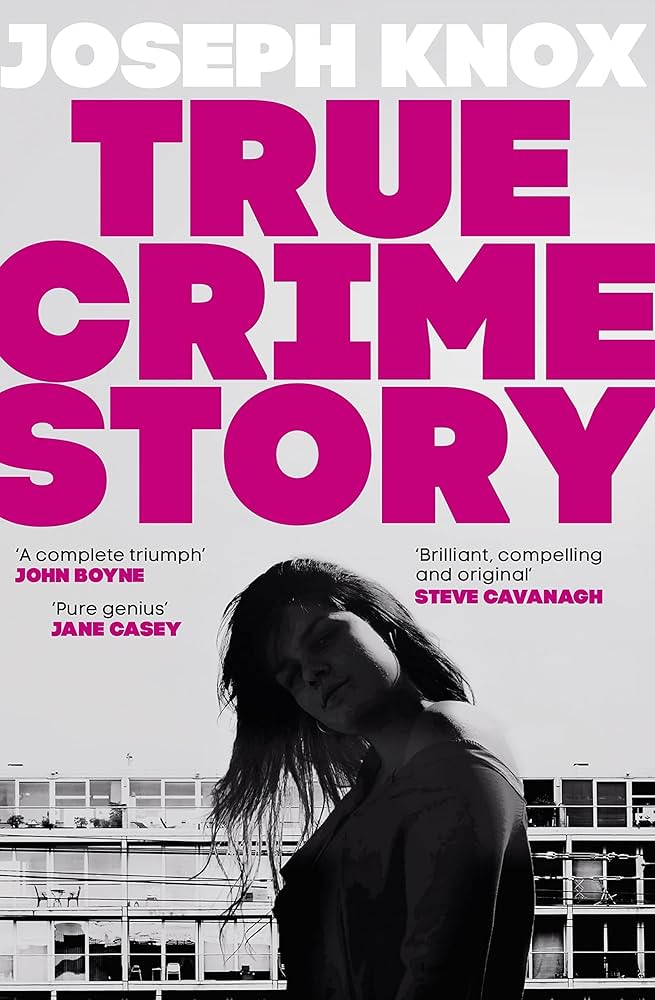 JOSEPH KNOX
TRUE
CRIME
STORY
‘A complete triumph’
JOHN BOYNE
‘Pure genius’
JANE CASEY
‘Brilliant, compelling
and original’
STEVE CAVANAGH